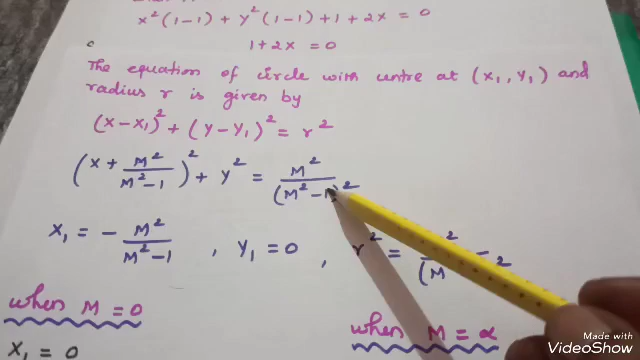 x²(1-1) + y²(1-1) + 1 + 2x = 0
1 + 2x = 0
The equation of circle with centre at (x₁, y₁) and
radius r is given by
(x - x₁)² + (y - y₁)² = r²
(x + M²/(M²-1))² + y² = M²/(M²-1)²
x₁ = - M²/(M²-1) , y₁ = 0 , r² =
when M = 0
when M = α
x₁ = 0
Made with
VideoShow